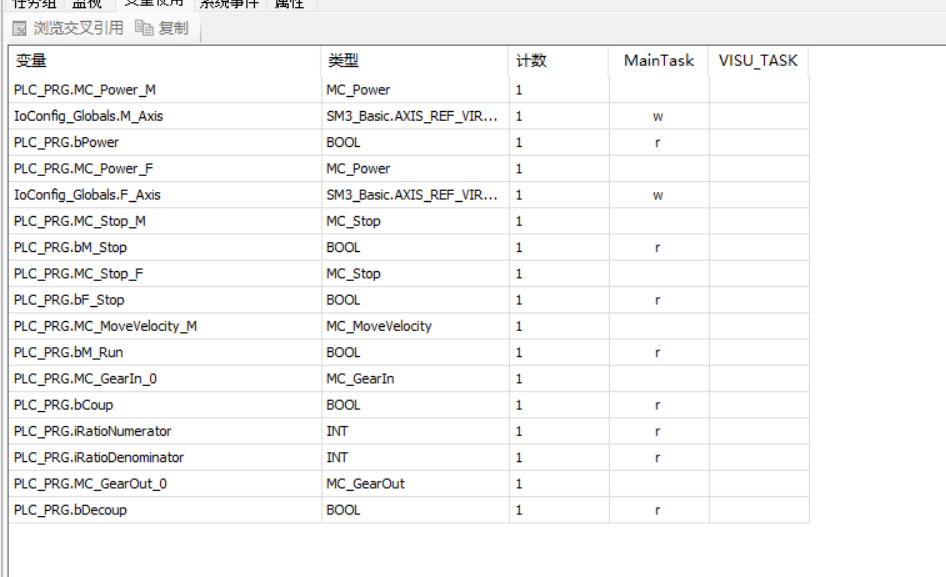 任务组 监视 变量使用 系统事件 属性
浏览交叉引用 复制
变量 类型 计数 MainTask VISU_TASK
PLC_PRG.MC_Power_M MC_Power 1
IoConfig_Globals.M_Axis SM3_Basic.AXIS_REF_VIR... 1 w
PLC_PRG.bPower BOOL 1 r
PLC_PRG.MC_Power_F MC_Power 1
IoConfig_Globals.F_Axis SM3_Basic.AXIS_REF_VIR... 1 w
PLC_PRG.MC_Stop_M MC_Stop 1
PLC_PRG.bM_Stop BOOL 1 r
PLC_PRG.MC_Stop_F MC_Stop 1
PLC_PRG.bF_Stop BOOL 1 r
PLC_PRG.MC_MoveVelocity_M MC_MoveVelocity 1
PLC_PRG.bM_Run BOOL 1 r
PLC_PRG.MC_GearIn_0 MC_GearIn 1
PLC_PRG.bCoup BOOL 1 r
PLC_PRG.iRatioNumerator INT 1 r
PLC_PRG.iRatioDenominator INT 1 r
PLC_PRG.MC_GearOut_0 MC_GearOut 1
PLC_PRG.bDecoup BOOL 1 r